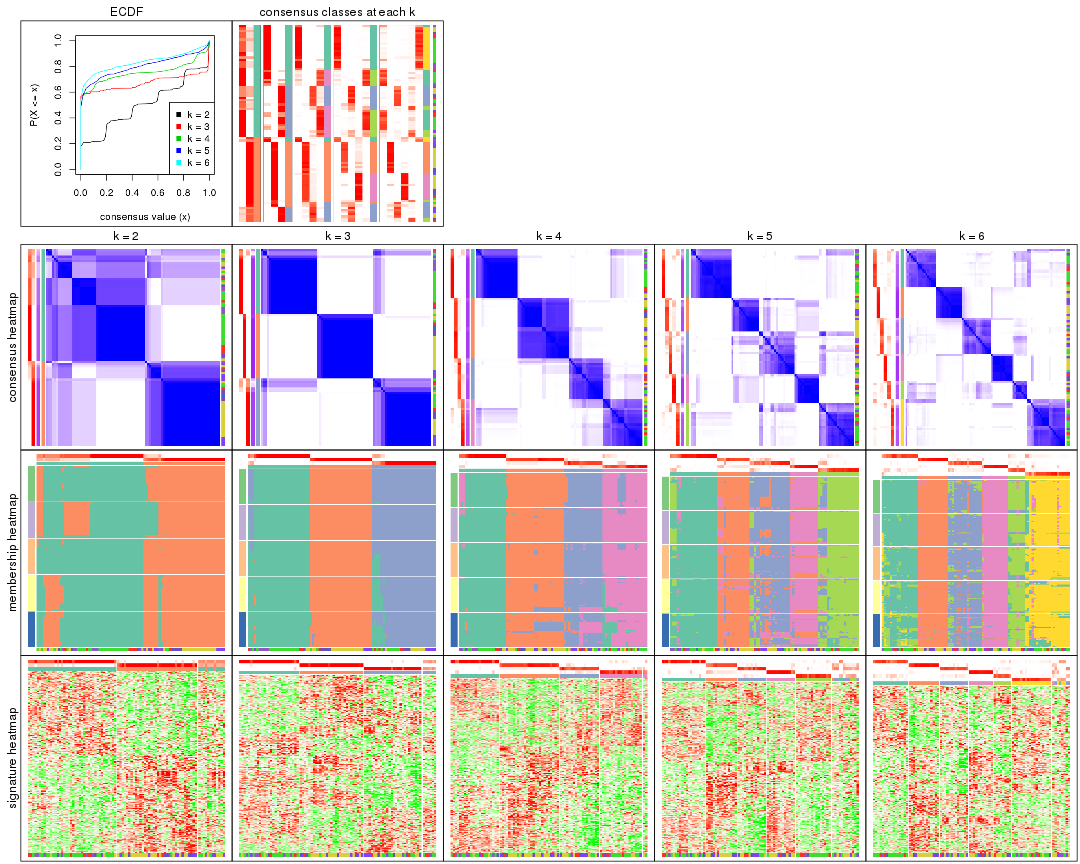 ECDF
consensus classes at each k
P(X <= x)
0.0 0.2 0.4 0.6 0.8 1.0
k = 2
k = 3
k = 4
k = 5
k = 6
0.0 0.2 0.4 0.6 0.8 1.0
consensus value (x)
k = 2 k = 3 k = 4 k = 5 k = 6
consensus heatmap
membership heatmap
signature heatmap